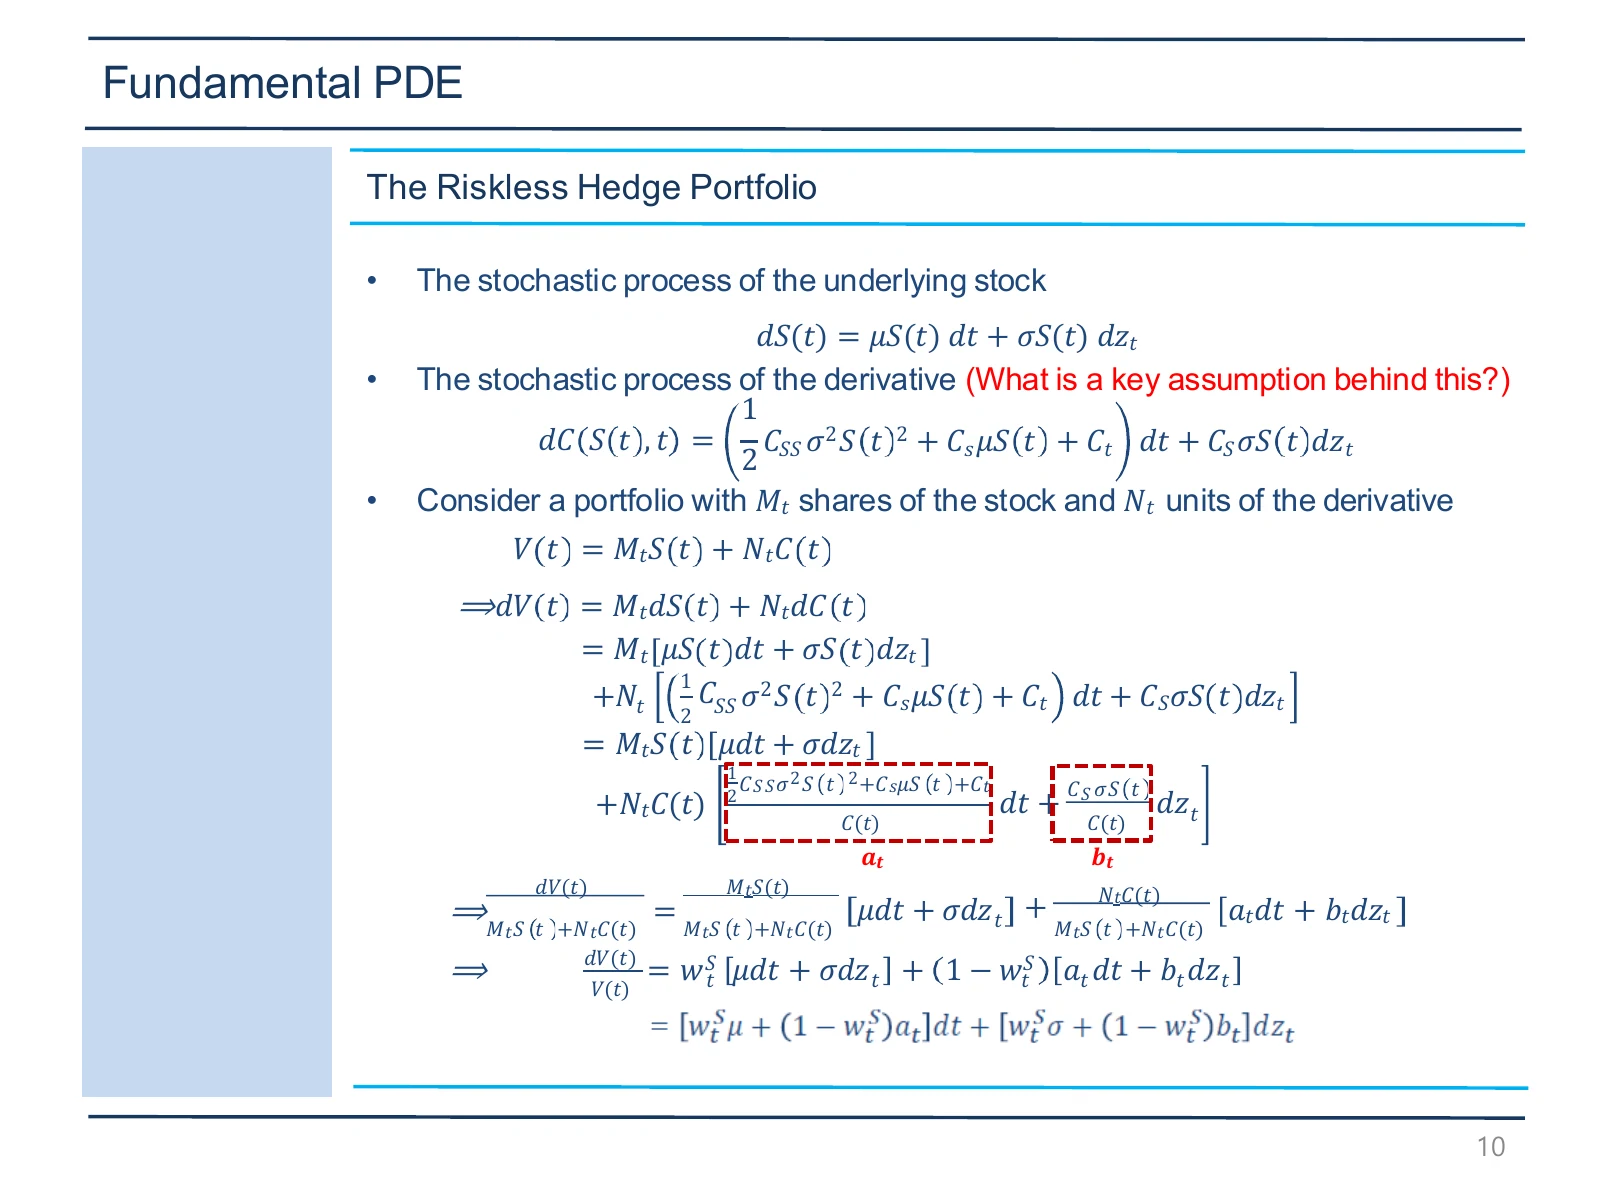 Fundamental PDE
The Riskless Hedge Portfolio
• The stochastic process of the underlying stock
dS(t) = μS(t) dt + σS(t) dz_t
• The stochastic process of the derivative (What is a key assumption behind this?)
dC(S(t), t) = (1/2 C_SS σ²S(t)² + C_s μS(t) + C_t) dt + C_S σS(t)dz_t
• Consider a portfolio with M_t shares of the stock and N_t units of the derivative
V(t) = M_t S(t) + N_t C(t)
⟹ dV(t) = M_t dS(t) + N_t dC(t)
= M_t[μS(t)dt + σS(t)dz_t]
+N_t [(1/2 C_SS σ²S(t)² + C_s μS(t) + C_t) dt + C_S σS(t)dz_t]
= M_t S(t)[μdt + σdz_t]
+N_t C(t) [(1/2 C_SS σ²S(t)²+C_s μS(t)+C_t)/C(t) dt + (C_S σS(t))/C(t) dz_t]
a_t b_t
⟹ dV(t)/(M_t S(t)+N_t C(t)) = M_t S(t)/(M_t S(t)+N_t C(t)) [μdt + σdz_t] + N_t C(t)/(M_t S(t)+N_t C(t)) [a_t dt + b_t dz_t]
⟹ dV(t)/V(t) = w_t^S [μdt + σdz_t] + (1 − w_t^S)[a_t dt + b_t dz_t]
= [w_t^S μ + (1 − w_t^S)a_t]dt + [w_t^S σ + (1 − w_t^S)b_t]dz_t
10